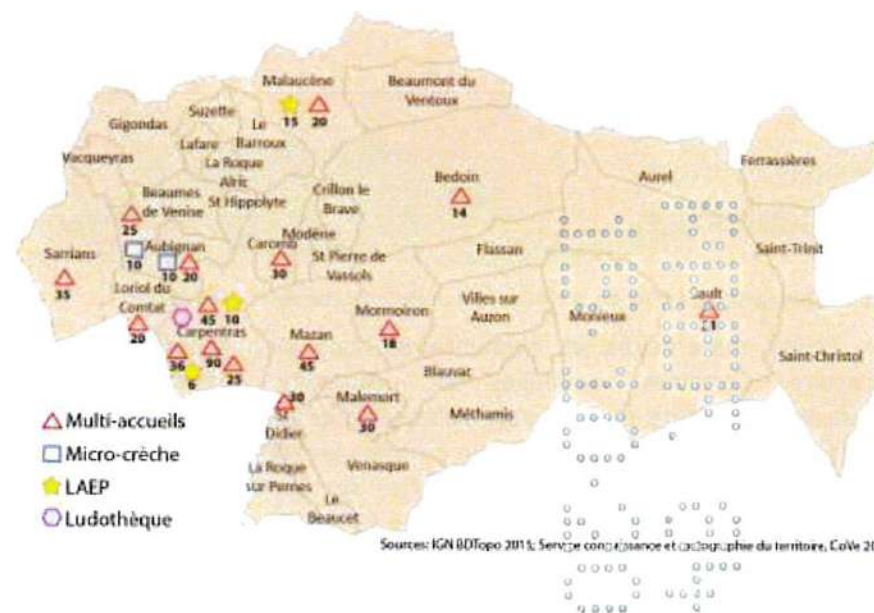 Malaucène
Beaumont du
Ventoux
15 20
Suzette
Gigondas
Le
Barroux
Lafare
Vacqueyras
La Roque
Alric
Ferrassières
Aurel
Bedoin
14
Beaumes
de Venise
25
St Hippolyte
Crillon le
Brave
Modène
Aubignan
10
10 20
Caromb
30
St Pierre de
Vassols
Flassan
Saint-Trinit
Sarrians
35
Loriol du
Comtat
20
45 10
Carpentras
36 90 25
6
Mazan
45
Mormoiron
18
Villes sur
Auzon
Monieux
Sault
Saint-Christol
Blauvac
30
St
Didier
Malemort
30
Méthamis
La Roque
sur Pernes
Venasque
Le
Beaucet
Multi-accueils
Micro-crèche
LAEP
Ludothèque
Sources: IGN BDTopo 2015; Service connaissance et cartographie du territoire, CoVe 20